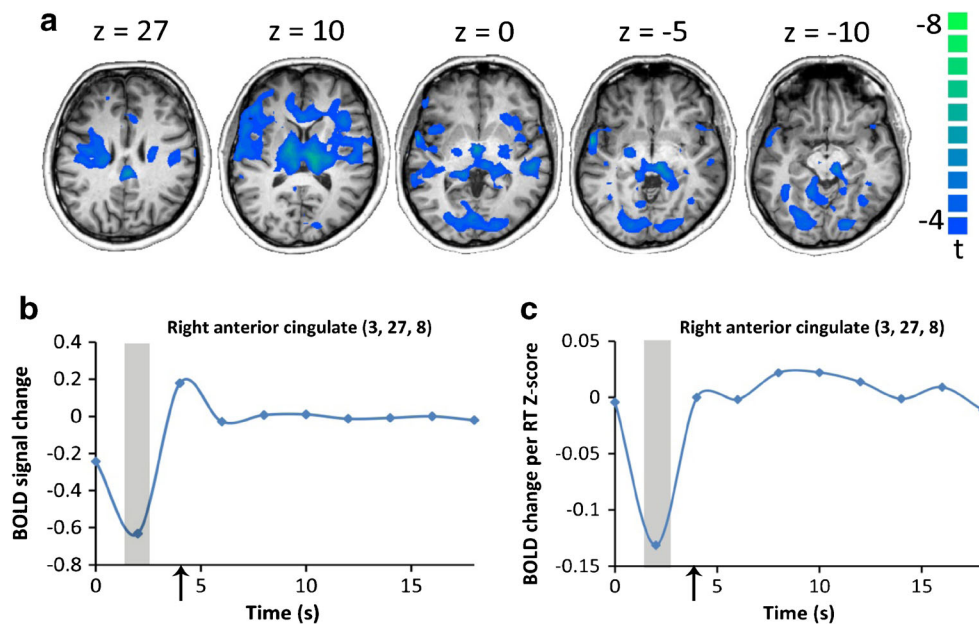 a
z = 27
z = 10
z = 0
z = -5
z = -10
-8
-4
t
b
Right anterior cingulate (3, 27, 8)
BOLD signal change
0.4
0.2
0
-0.2
-0.4
-0.6
-0.8
0
5
10
15
Time (s)
c
Right anterior cingulate (3, 27, 8)
BOLD change per RT Z-score
0.05
0
-0.05
-0.1
-0.15
0
5
10
15
Time (s)